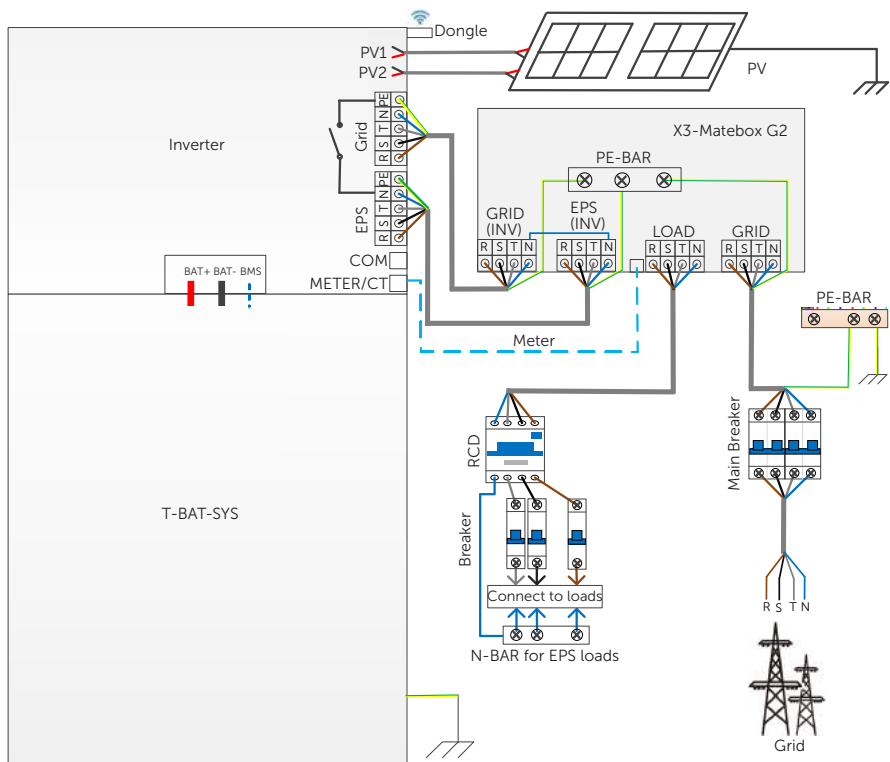 Dongle
PV1
PV2
PV
X3-Matebox G2
PE-BAR
Inverter
Grid
R S T N PE
EPS
R S T N PE
GRID
(INV)
EPS
(INV)
LOAD
GRID
R S T N
R S T N
R S T N
R S T N
COM
METER/CT
BAT+ BAT- BMS
PE-BAR
Meter
RCD
Main Breaker
T-BAT-SYS
Breaker
Connect to loads
R S T N
N-BAR for EPS loads
Grid